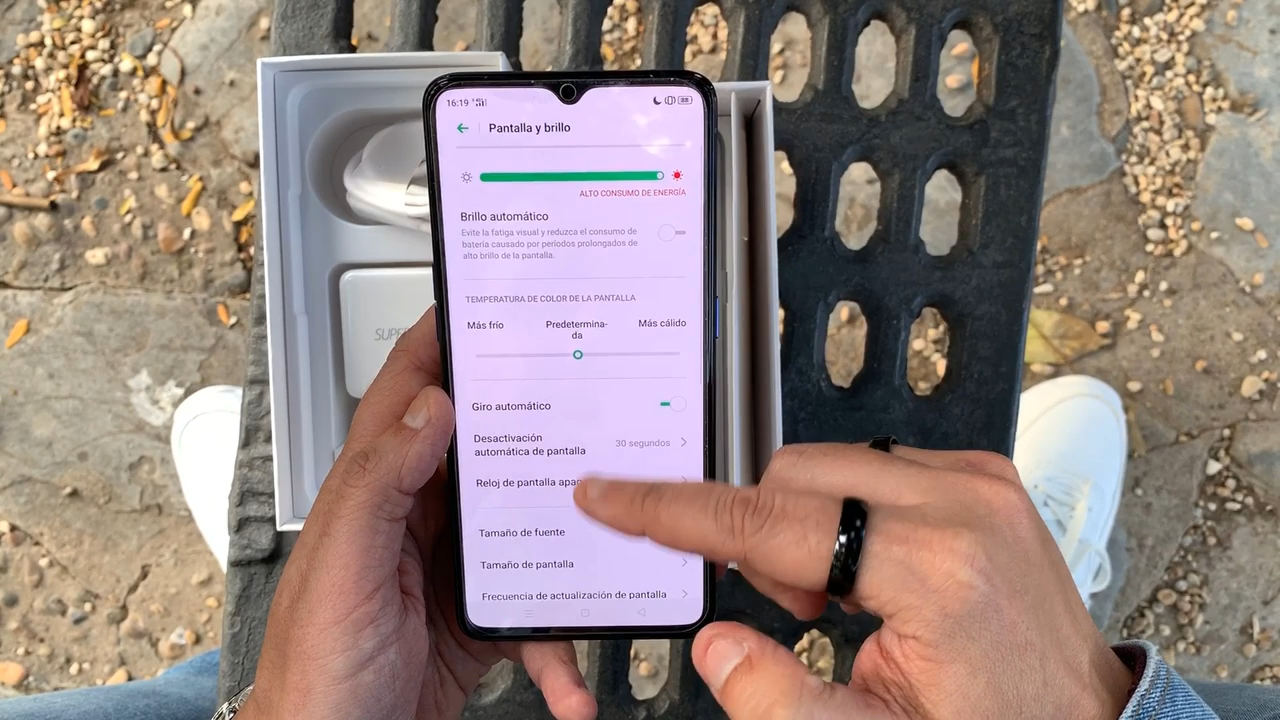 16:19
88
Pantalla y brillo
ALTO CONSUMO DE ENERGÍA
Brillo automático
Evite la fatiga visual y reduzca el consumo de
batería causado por periodos prolongados de
alto brillo de la pantalla.
TEMPERATURA DE COLOR DE LA PANTALLA
Más frío
Predetermina-
da
Más cálido
Giro automático
Desactivación
automática de pantalla
30 segundos
Reloj de pantalla
Tamaño de fuente
Tamaño de pantalla
Frecuencia de actualización de pantalla